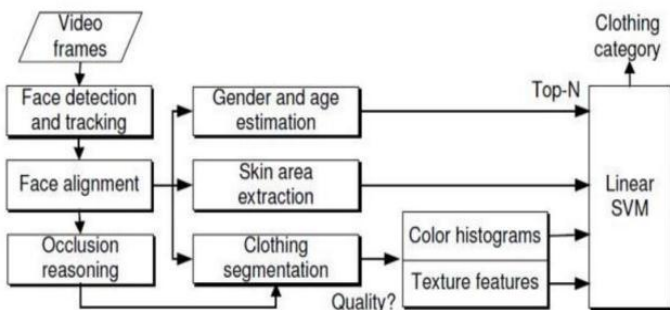 Video
frames
Face detection
and tracking
Face alignment
Occlusion
reasoning
Gender and age
estimation
Skin area
extraction
Clothing
segmentation
Quality?
Color histograms
Texture features
Top-N
Clothing
category
Linear
SVM